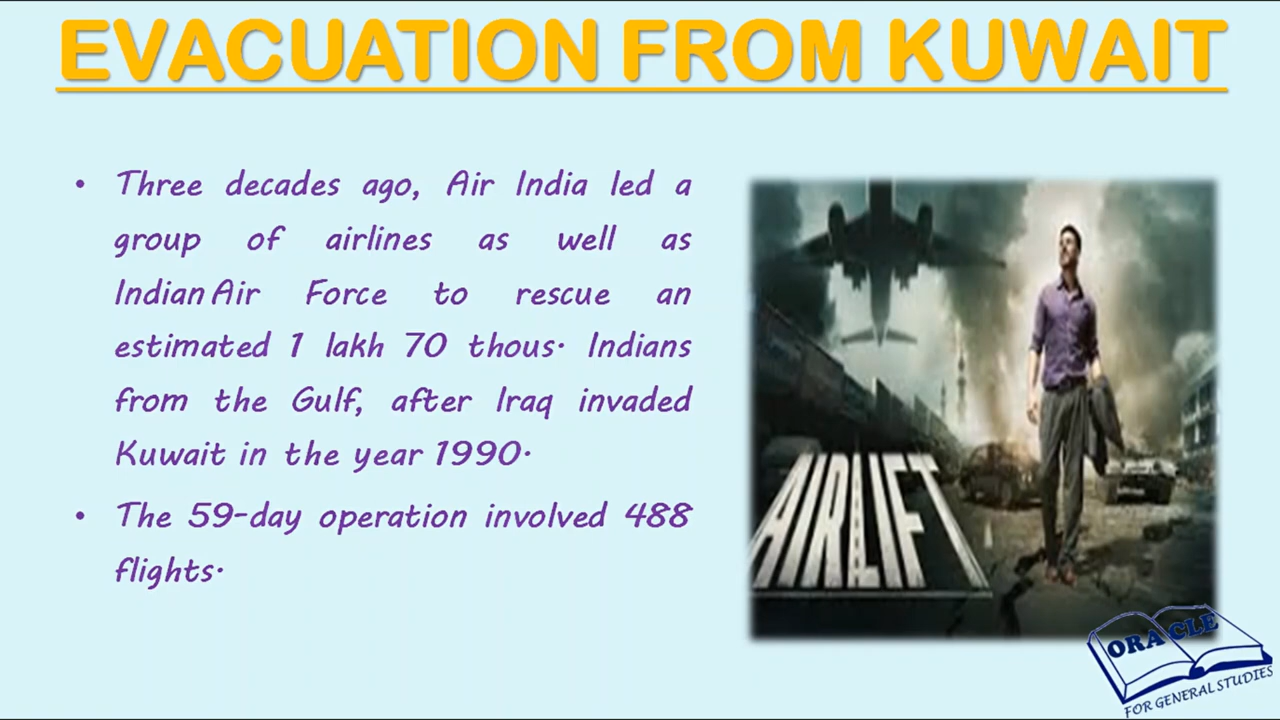 EVACUATION FROM KUWAIT
• Three decades ago, Air India led a
group of airlines as well as
Indian Air Force to rescue an
estimated 1 lakh 70 thous. Indians
from the Gulf, after Iraq invaded
Kuwait in the year 1990.
• The 59-day operation involved 488
flights.
AIRLIFT
ORACLE
FOR GENERAL STUDIES